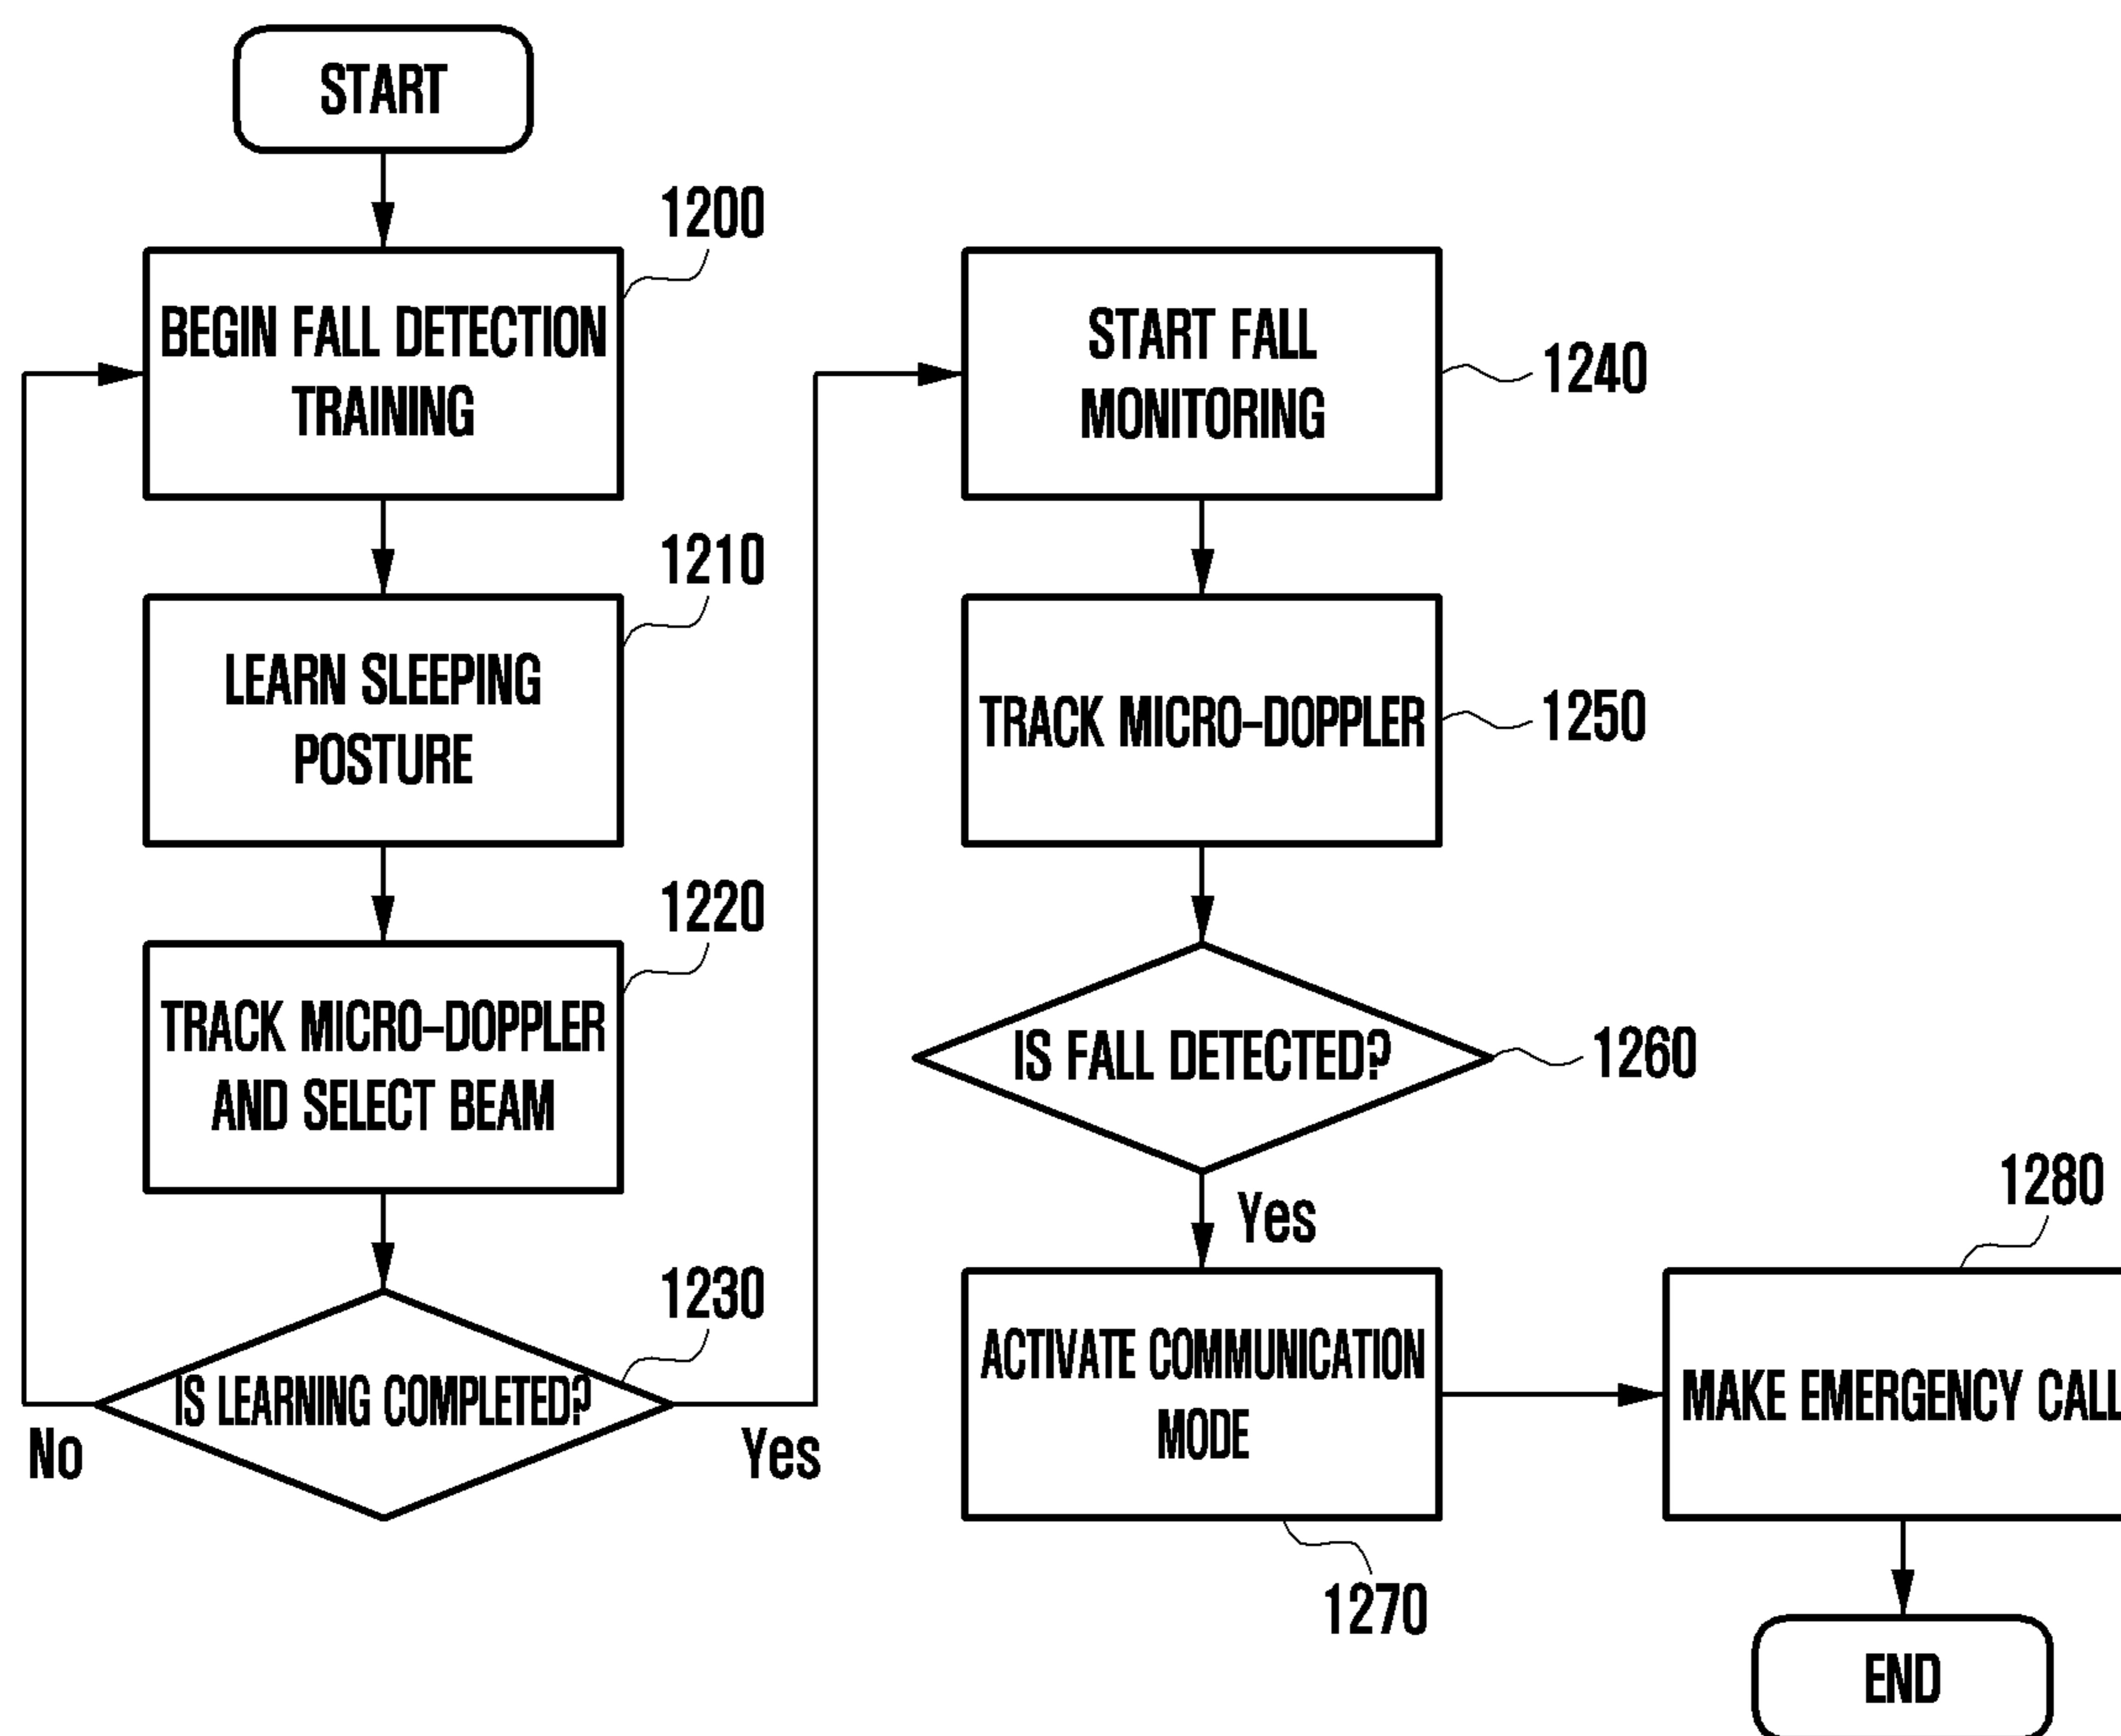 START
1200
BEGIN FALL DETECTION
TRAINING
1210
LEARN SLEEPING
POSTURE
1220
TRACK MICRO-DOPPLER
AND SELECT BEAM
1230
IS LEARNING COMPLETED?
No
Yes
START FALL
MONITORING
1240
TRACK MICRO-DOPPLER
1250
IS FALL DETECTED?
1260
Yes
ACTIVATE COMMUNICATION
MODE
1270
1280
MAKE EMERGENCY CALL
END